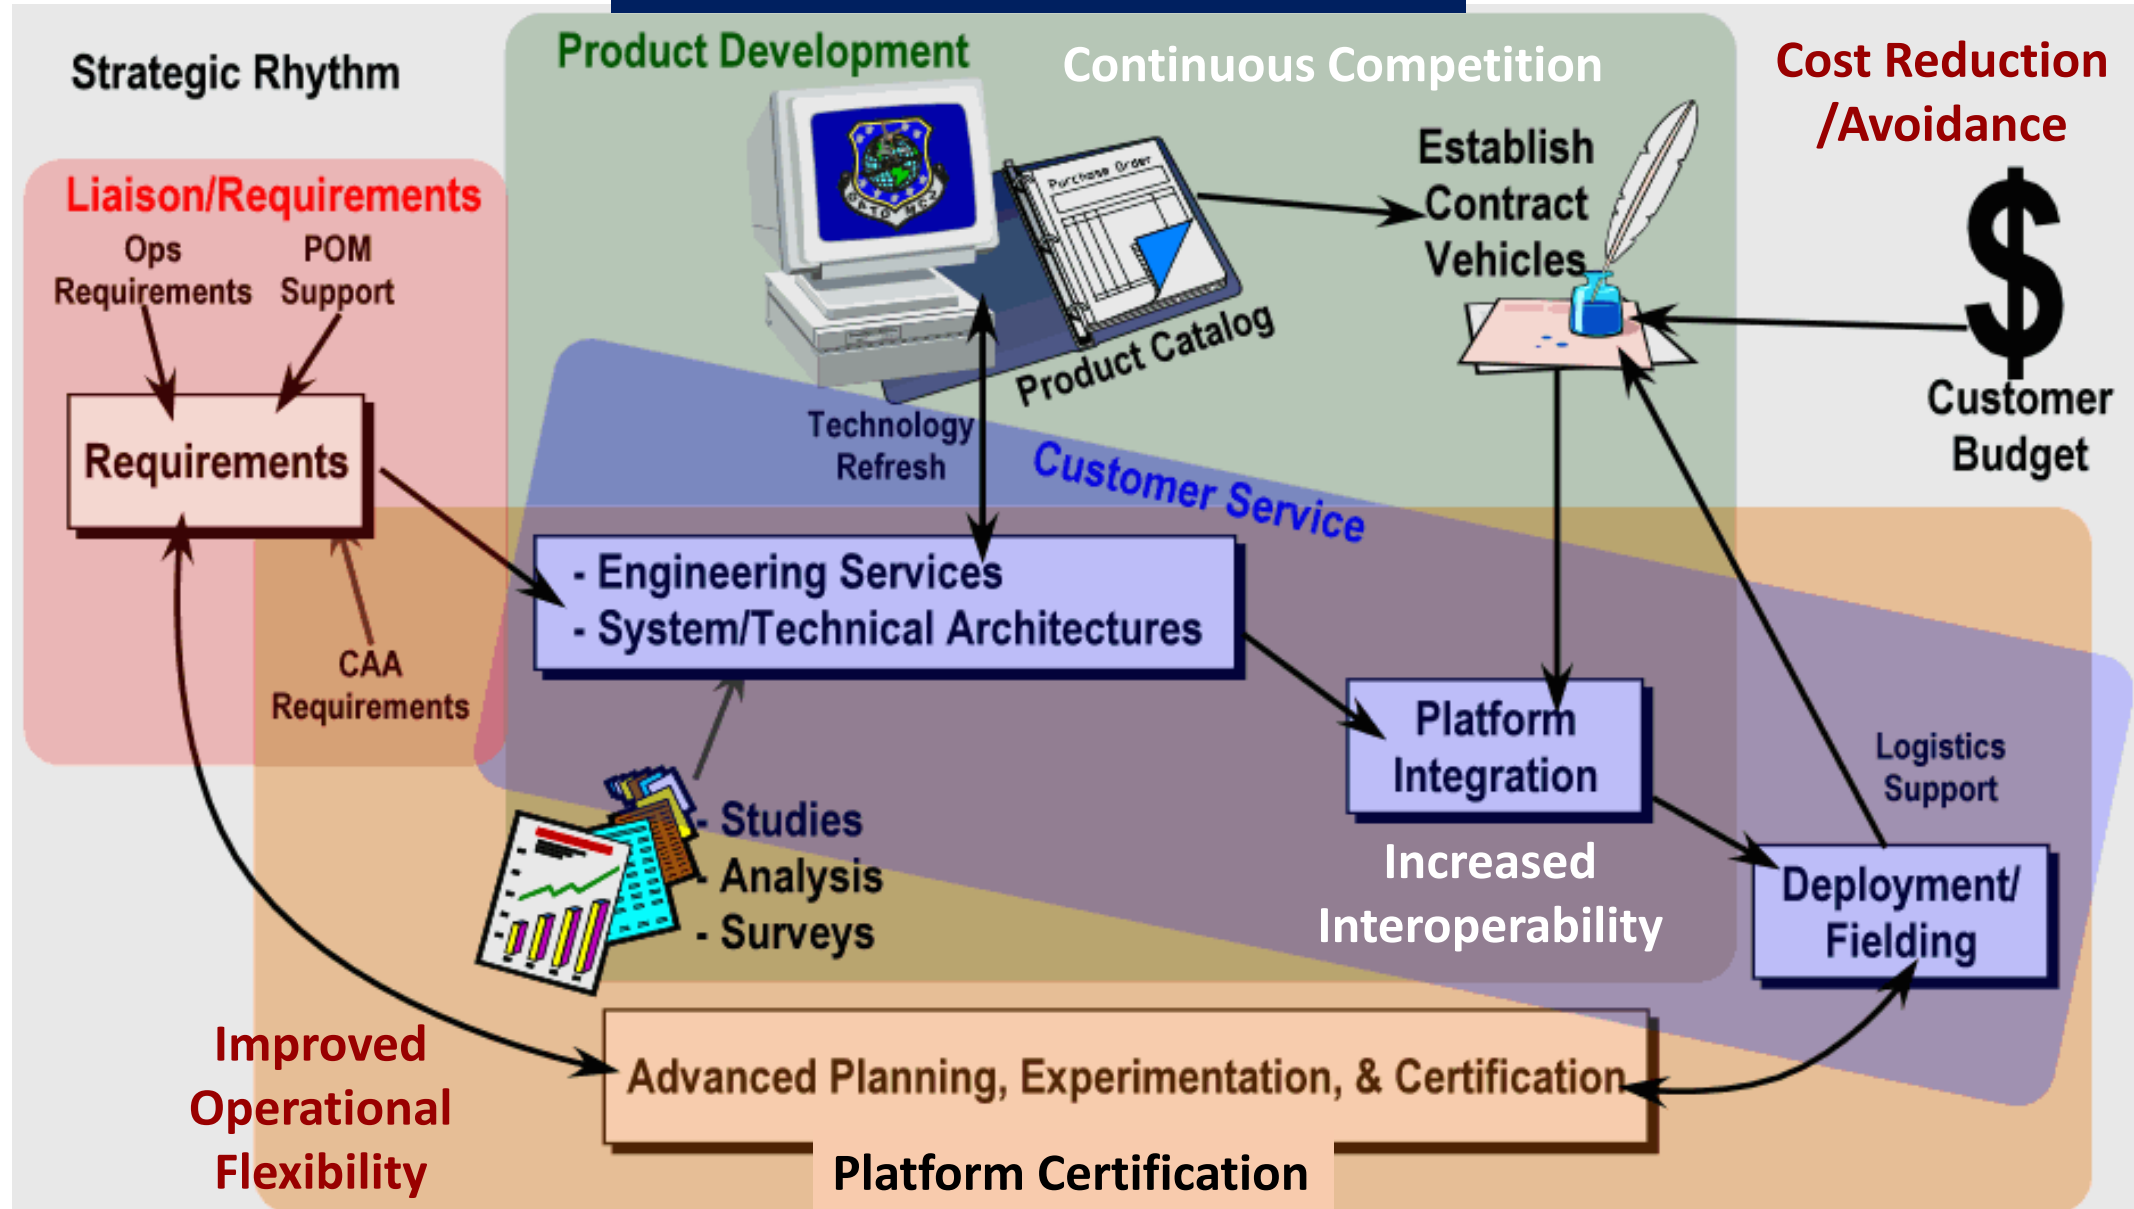 Strategic Rhythm
Product Development
Continuous Competition
Cost Reduction
/Avoidance
Liaison/Requirements
Ops
Requirements
POM
Support
Requirements
CAA
Requirements
Purchase Order
Product Catalog
Establish
Contract
Vehicles
$
Customer
Budget
Technology
Refresh
Customer Service
- Engineering Services
- System/Technical Architectures
Platform
Integration
Logistics
Support
- Studies
- Analysis
- Surveys
Increased
Interoperability
Deployment/
Fielding
Improved
Operational
Flexibility
Advanced Planning, Experimentation, & Certification
Platform Certification